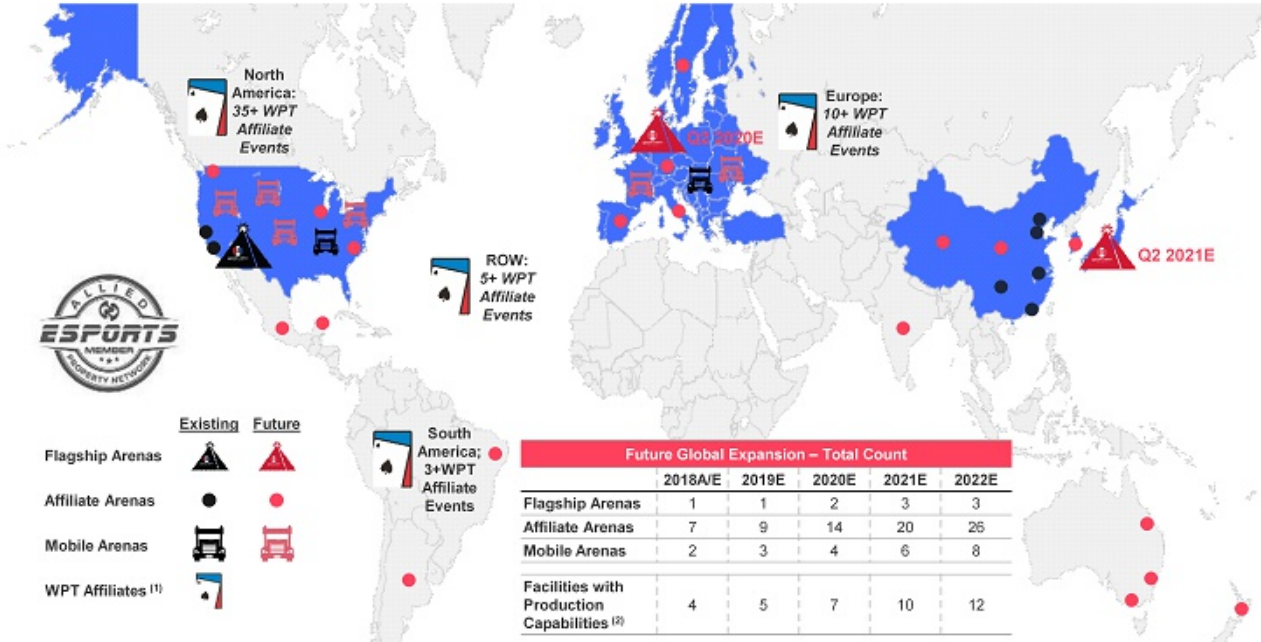 North
America:
35+ WPT
Affiliate
Events
Europe:
10+ WPT
Affiliate
Events
Q2 2020E
Q2 2021E
ROW:
5+ WPT
Affiliate
Events
ALLIED
ESPORTS
MEMBER
PROPERTY NETWORK
South
America;
3+WPT
Affiliate
Events
Existing Future
Flagship Arenas
Affiliate Arenas
Mobile Arenas
WPT Affiliates (1)
Future Global Expansion – Total Count
2018A/E 2019E 2020E 2021E 2022E
Flagship Arenas 1 1 2 3 3
Affiliate Arenas 7 9 14 20 26
Mobile Arenas 2 3 4 6 8
Facilities with
Production
Capabilities (2) 4 5 7 10 12